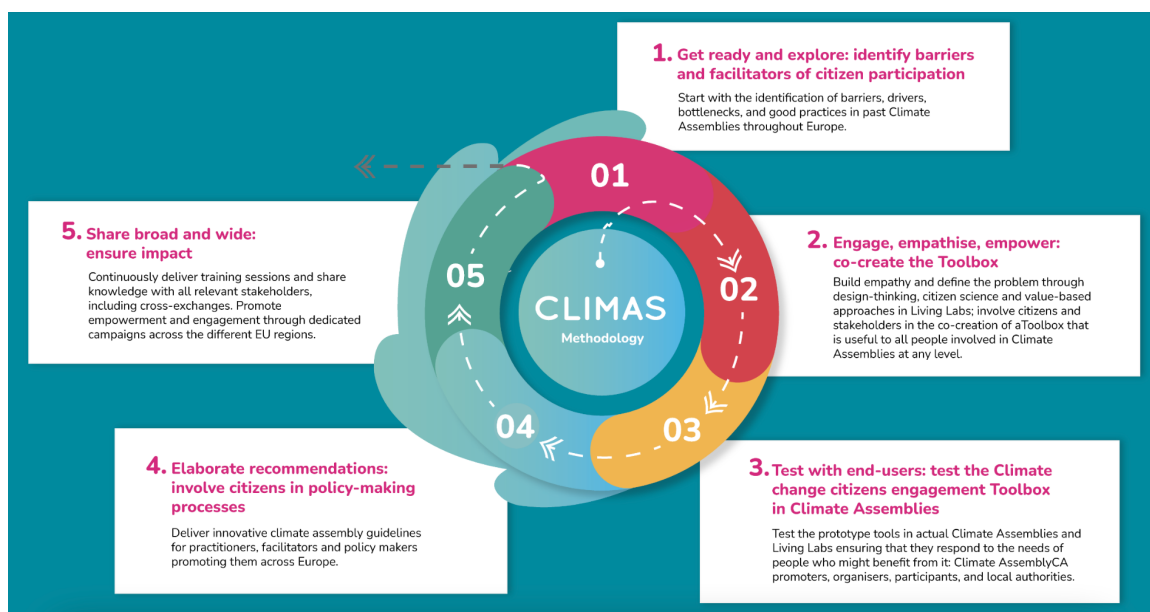 1. Get ready and explore: identify barriers
and facilitators of citizen participation
Start with the identification of barriers, drivers,
bottlenecks, and good practices in past Climate
Assemblies throughout Europe.
01
5. Share broad and wide:
ensure impact
Continuously deliver training sessions and share
knowledge with all relevant stakeholders,
including cross-exchanges. Promote
empowerment and engagement through dedicated
campaigns across the different EU regions.
05
CLIMAS
Methodology
02
2. Engage, empathise, empower:
co-create the Toolbox
Build empathy and define the problem through
design-thinking, citizen science and value-based
approaches in Living Labs; involve citizens and
stakeholders in the co-creation of aToolbox that
is useful to all people involved in Climate
Assemblies at any level.
04
03
4. Elaborate recommendations:
involve citizens in policy-making
processes
Deliver innovative climate assembly guidelines
for practitioners, facilitators and policy makers
promoting them across Europe.
3. Test with end-users: test the Climate
change citizens engagement Toolbox
in Climate Assemblies
Test the prototype tools in actual Climate Assemblies and
Living Labs ensuring that they respond to the needs of
people who might benefit from it: Climate AssemblyCA
promoters, organisers, participants, and local authorities.